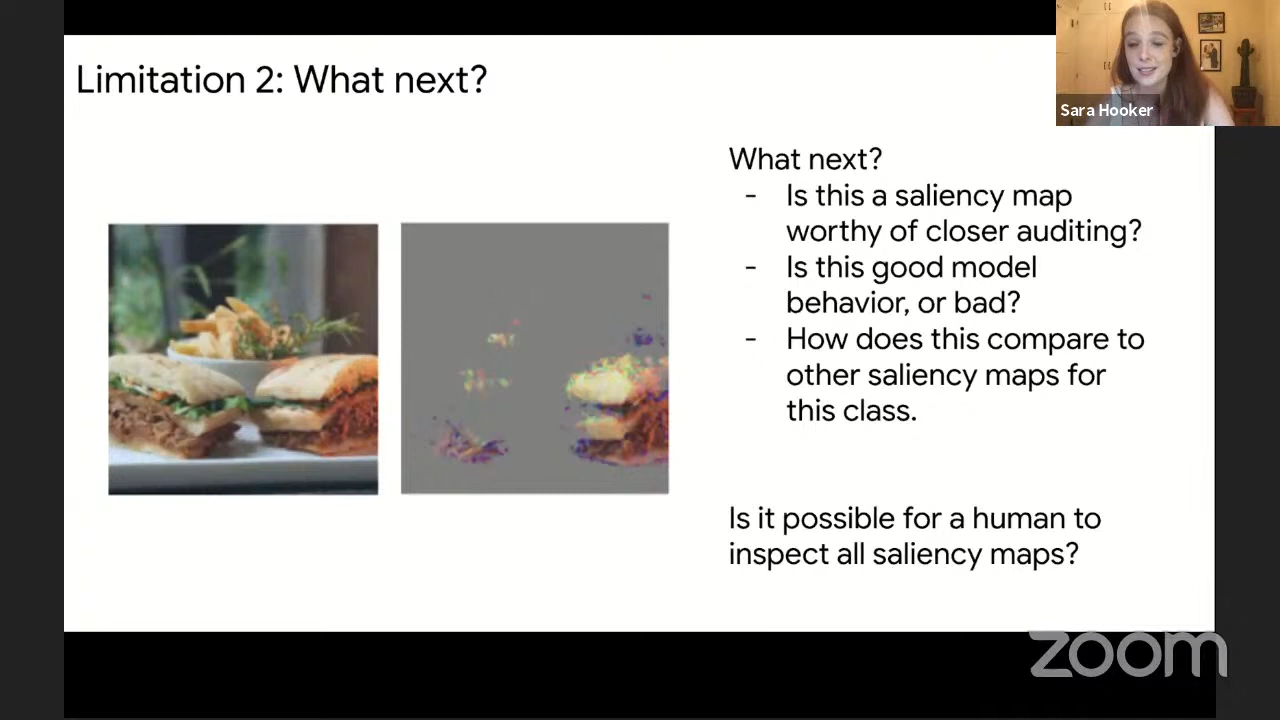 Limitation 2: What next?
Sara Hooker
What next?
- Is this a saliency map
worthy of closer auditing?
- Is this good model
behavior, or bad?
- How does this compare to
other saliency maps for
this class.
Is it possible for a human to
inspect all saliency maps?
zoom